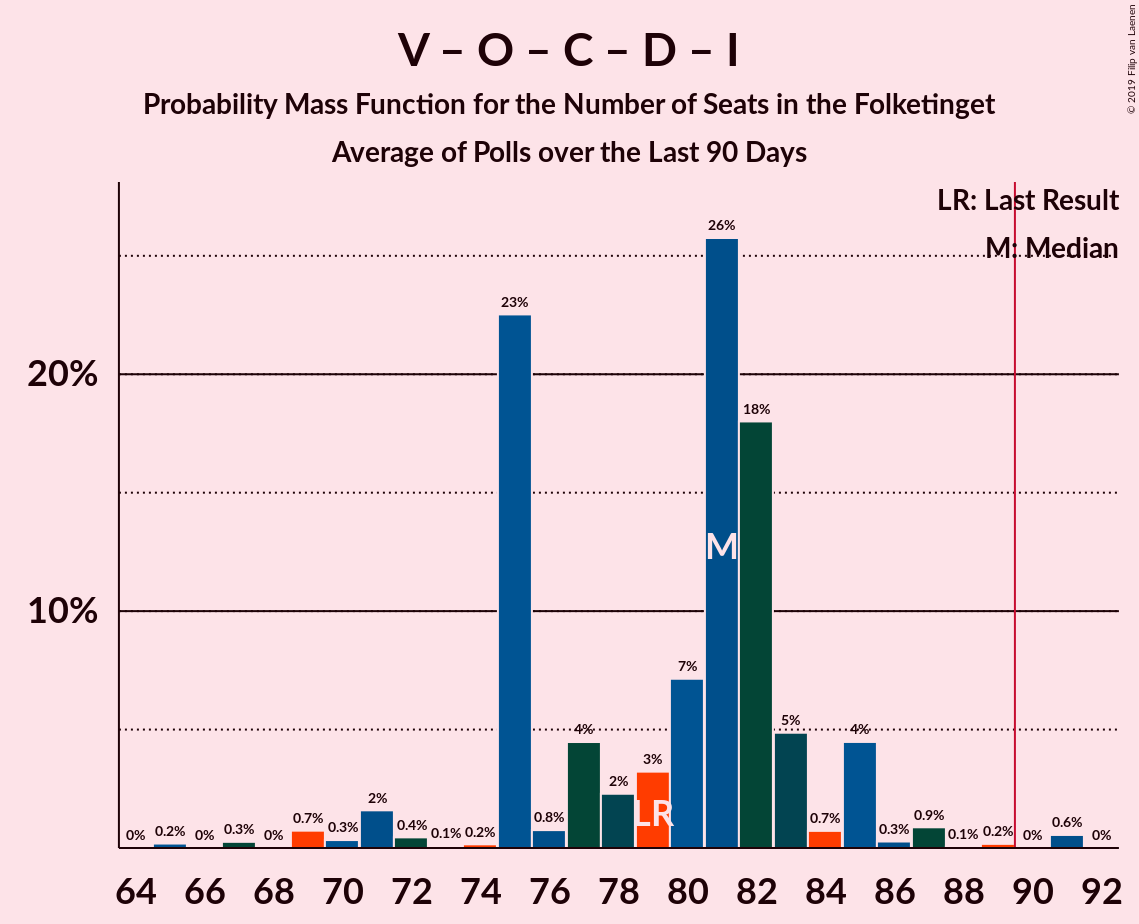 V – O – C – D – I
Probability Mass Function for the Number of Seats in the Folketinget
Average of Polls over the Last 90 Days
© 2019 Filip van Laenen
LR: Last Result
M: Median
26%
23%
20%
18%
M
10%
7%
5%
4%
4%
3%
2%
LR
2%
0% 0.2% 0% 0.3% 0% 0.7% 0.3% 0.4% 0.1% 0.2% 0.8% 0.7% 0.3% 0.9% 0.1% 0.2% 0% 0.6% 0%
64 66 68 70 72 74 76 78 80 82 84 86 88 90 92